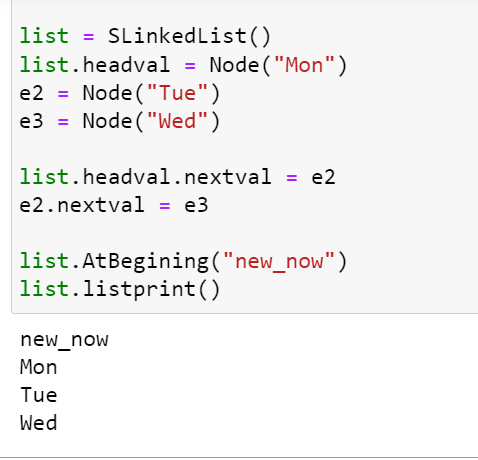 list = SLinkedList()
list.headval = Node("Mon")
e2 = Node("Tue")
e3 = Node("Wed")
list.headval.nextval = e2
e2.nextval = e3
list.AtBegining("new_now")
list.listprint()
new_now
Mon
Tue
Wed